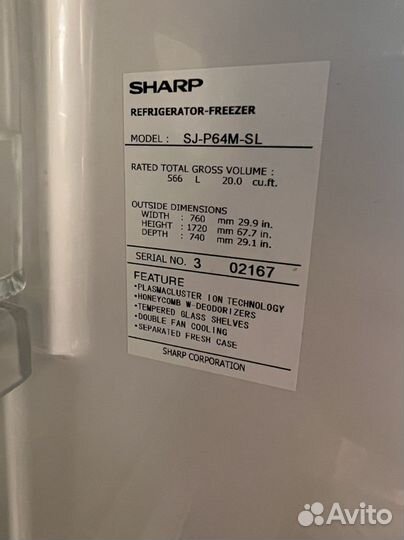 SHARP
REFRIGERATOR-FREEZER
MODEL : SJ-P64M-SL
RATED TOTAL GROSS VOLUME :
566 L 20.0 cu.ft.
OUTSIDE DIMENSIONS
WIDTH : 760 mm 29.9 in.
HEIGHT : 1720 mm 67.7 in.
DEPTH : 740 mm 29.1 in.
SERIAL NO. 3 02167
FEATURE
•PLASMACLUSTER ION TECHNOLOGY
•HONEYCOMB W-DEODORIZERS
•TEMPERED GLASS SHELVES
•DOUBLE FAN COOLING
•SEPARATED FRESH CASE
SHARP CORPORATION
Avito